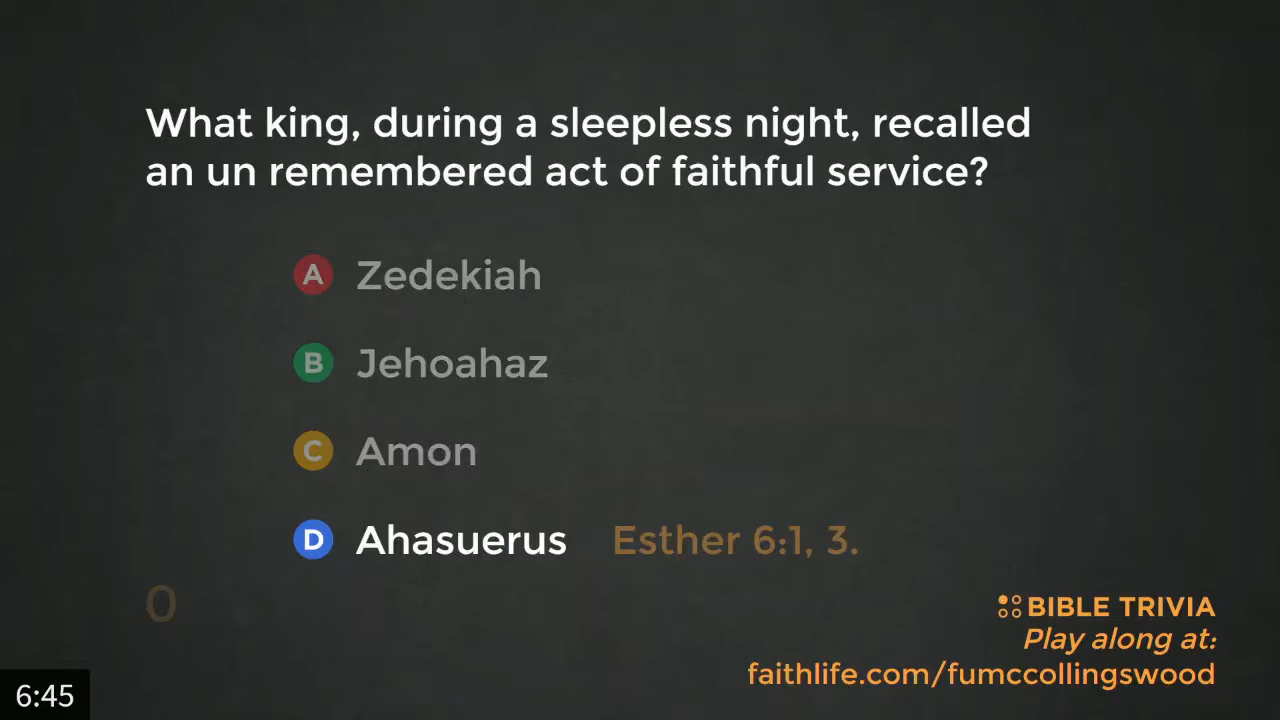 What king, during a sleepless night, recalled
an un remembered act of faithful service?
A Zedekiah
B Jehoahaz
C Amon
D Ahasuerus Esther 6:1, 3.
0
BIBLE TRIVIA
Play along at:
faithlife.com/fumccollingswood
6:45